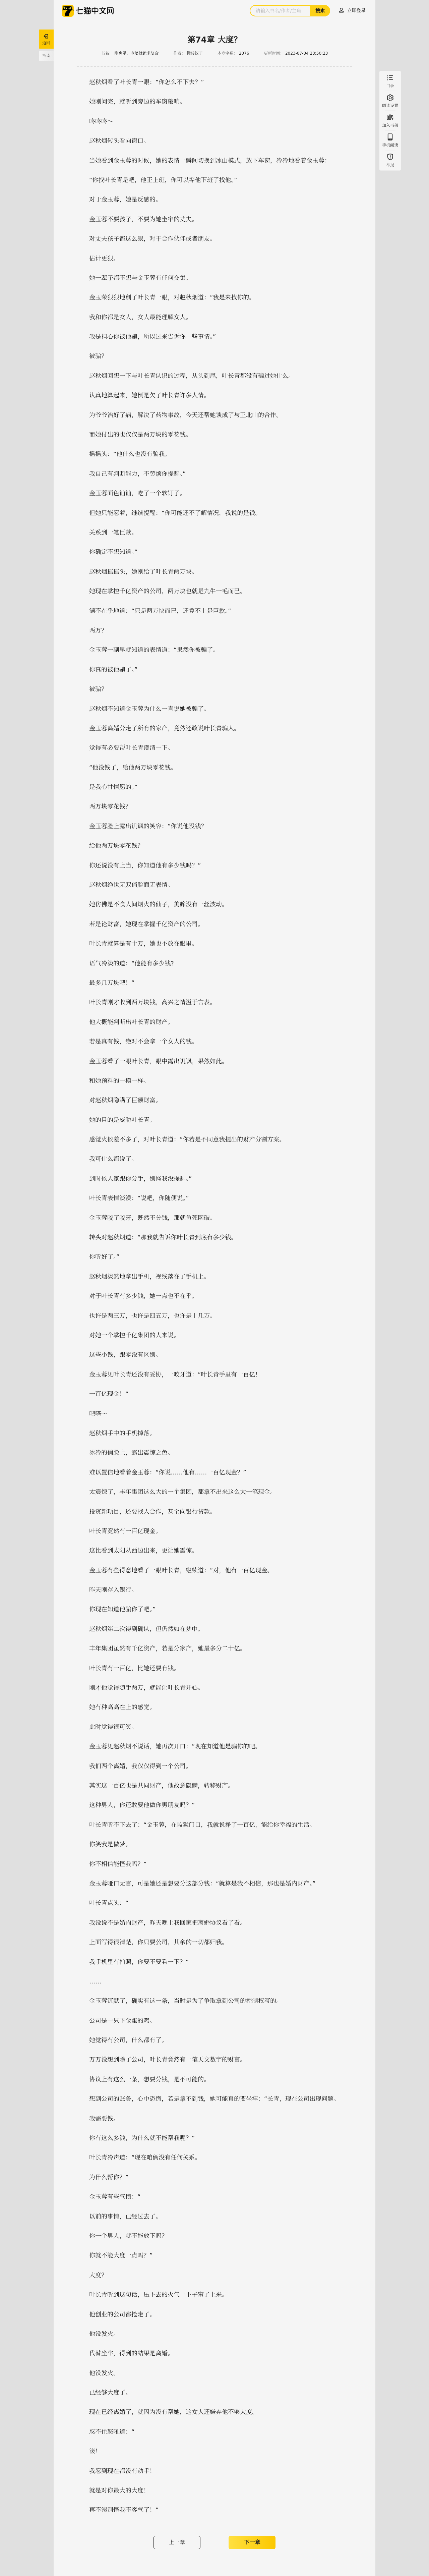 七猫中文网
请输入书名/作者/主角
搜索
立即登录
返回
阅读
目录
阅读设置
加入书架
手机阅读
举报
第74章 大度?
本章字数: 2076
更新时间: 2023-07-04 23:50:23
赵秋烟看了叶长青一眼: “你怎么不下去? ”
她刚问完，就听到旁边的车窗敲响。
咚咚咚～
赵秋烟转头看向窗口。
当她看到金玉蓉的时候，她的表情一瞬间切换到冰山模式，放下车窗，冷冷地看着金玉蓉:
“你找叶长青是吧，他正上班，你可以等他下班了找他。”
对于金玉蓉，她是反感的。
金玉蓉不要孩子，不要为她坐牢的丈夫。
对丈夫孩子都这么狠，对于合作伙伴或者朋友。
估计更狠。
她一辈子都不想与金玉蓉有任何交集。
金玉荣狠狠地瞄了叶长青一眼，对赵秋烟道: “我是来找你的。
我和你都是女人，女人最能理解女人。
我是担心你被他骗，所以过来告诉你一些事情。”
被骗?
赵秋烟回想一下与叶长青认识的过程，从头到尾，叶长青都没有骗过她什么。
认真地算起来，她倒是欠了叶长青许多人情。
为爷爷治好了病，解决了药物事故，今天还帮她谈成了与王北山的合作。
而她付出的也仅仅是两万块的零花钱。
摇摇头: “他什么也没有骗我。
我自己有判断能力，不劳烦你提醒。”
金玉蓉面色讪讪，吃了一个软钉子。
但她只能忍着，继续提醒: “你可能还不了解情况，我说的是钱。
关系到一笔巨款。
你确定不想知道。”
赵秋烟摇摇头，她刚给了叶长青两万块。
她现在掌控千亿资产的公司，两万块也就是九牛一毛而已。
满不在乎地道: “只是两万块而已，还算不上是巨款。”
两万?
金玉蓉一副早就知道的表情道: “果然你被骗了。
你真的被他骗了。”
被骗?
赵秋烟不知道金玉蓉为什么一直说她被骗了。
金玉蓉离婚分走了所有的家产，竟然还敢说叶长青骗人。
觉得有必要帮叶长青澄清一下。
“他没钱了，给他两万块零花钱。
是我心甘情愿的。”
两万块零花钱?
金玉蓉脸上露出讥讽的笑容: “你说他没钱?
给他两万块零花钱?
你还说没有上当，你知道他有多少钱吗? ”
赵秋烟绝世无双俏脸面无表情。
她仿佛是不食人间烟火的仙子，美眸没有一丝波动。
若是论财富，她现在掌握千亿资产的公司。
叶长青就算是有十万，她也不放在眼里。
语气冷淡的道: “他能有多少钱?
最多几万块吧! ”
叶长青刚才收到两万块钱，高兴之情溢于言表。
他大概能判断出叶长青的财产。
若是真有钱，绝对不会拿一个女人的钱。
金玉蓉看了一眼叶长青，眼中露出讥讽，果然如此。
和她预料的一模一样。
对赵秋烟隐瞒了巨额财富。
她的目的是威胁叶长青。
感觉火候差不多了，对叶长青道: “你若是不同意我提出的财产分割方案。
我可什么都说了。
到时候人家跟你分手，别怪我没提醒。”
叶长青表情淡漠: “说吧，你随便说。”
金玉蓉咬了咬牙，既然不分钱，那就鱼死网破。
转头对赵秋烟道: “那我就告诉你叶长青到底有多少钱。
你听好了。”
赵秋烟淡然地拿出手机，视线落在了手机上。
对于叶长青有多少钱，她一点也不在乎。
也许是两三万，也许是四五万，也许是十几万。
对她一个掌控千亿集团的人来说。
这些小钱，跟零没有区别。
金玉蓉见叶长青还没有妥协，一咬牙道: “叶长青手里有一百亿!
一百亿现金! ”
吧嗒～
赵秋烟手中的手机掉落。
冰冷的俏脸上，露出震惊之色。
难以置信地看着金玉蓉: “你说……他有……一百亿现金? ”
太震惊了，丰年集团这么大的一个集团，都拿不出来这么大一笔现金。
投资新项目，还要找人合作，甚至向银行贷款。
叶长青竟然有一百亿现金。
这比看到太阳从西边出来，更让她震惊。
金玉蓉有些得意地看了一眼叶长青，继续道: “对，他有一百亿现金。
昨天刚存入银行。
你现在知道他骗你了吧。”
赵秋烟第二次得到确认，但仍然如在梦中。
丰年集团虽然有千亿资产，若是分家产，她最多分二十亿。
叶长青有一百亿，比她还要有钱。
刚才他觉得随手两万，就能让叶长青开心。
她有种高高在上的感觉。
此时觉得很可笑。
金玉蓉见赵秋烟不说话，她再次开口: “现在知道他是骗你的吧。
我们两个离婚，我仅仅得到一个公司。
其实这一百亿也是共同财产，他故意隐瞒，转移财产。
这种男人，你还敢要他做你男朋友吗? ”
叶长青听不下去了: “金玉蓉，在监狱门口，我就说挣了一百亿，能给你幸福的生活。
你笑我是做梦。
你不相信能怪我吗? ”
金玉蓉哑口无言，可是她还是想要分这部分钱: “就算是我不相信，那也是婚内财产。”
叶长青点头: “
我没说不是婚内财产，昨天晚上我回家把离婚协议看了看。
上面写得很清楚，你只要公司，其余的一切都归我。
我手机里有拍照，你要不要看一下? ”
……
金玉蓉沉默了，确实有这一条，当时是为了争取拿到公司的控制权写的。
公司是一只下金蛋的鸡。
她觉得有公司，什么都有了。
万万没想到除了公司，叶长青竟然有一笔天文数字的财富。
协议上有这么一条，想要分钱，是不可能的。
想到公司的账务，心中恐慌，若是拿不到钱，她可能真的要坐牢: “长青，现在公司出现问题。
我需要钱。
你有这么多钱，为什么就不能帮我呢? ”
叶长青冷声道: “现在咱俩没有任何关系。
为什么帮你? ”
金玉蓉有些气馁: “
以前的事情，已经过去了。
你一个男人，就不能放下吗?
你就不能大度一点吗? ”
大度?
叶长青听到这句话，压下去的火气一下子窜了上来。
他创业的公司都抢走了。
他没发火。
代替坐牢，得到的结果是离婚。
他没发火。
已经够大度了。
现在已经离婚了，就因为没有帮她，这女人还嫌弃他不够大度。
忍不住怒吼道: “
滚!
我忍到现在都没有动手!
就是对你最大的大度!
再不滚别怪我不客气了! ”
上一章
下一章